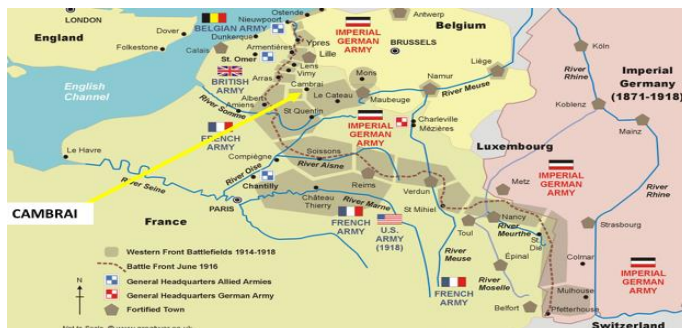 LONDON
England
Dover
Folkestone
English
Channel
Calais
Dunkerque
Nieuwpoort
Ostende
BELGIAN ARMY
Antwerp
IMPERIAL
GERMAN
ARMY
Belgium
BRUSSELS
Ypres
Lille
Armentières
St. Omer
Lens
Vimy
Arras
BRITISH
ARMY
Mons
Namur
Liège
River Meuse
Köln
River
Rhine
Imperial
Germany
(1871-1918)
Koblenz
Mainz
Cambrai
Le Cateau
Maubeuge
Albert
Amiens
River Somme
St Quentin
FRENCH
ARMY
IMPERIAL
GERMAN
ARMY
Charleville
Mézières
Luxembourg
Le Havre
River Seine
Compiègne
River Oise
Soissons
River Aisne
Chantilly
Reims
Verdun
Metz
IMPERIAL
GERMAN
ARMY
River
Rhine
CAMBRAI
PARIS
Château
Thierry
River Marne
St Mihiel
France
FRENCH
ARMY
U.S.
ARMY
(1918)
Toul
Nancy
River
Meurthe
St.
Dié
Strasbourg
River
Meuse
Épinal
River
Moselle
FRENCH
ARMY
Colmar
IMPERIAL
GERMAN
ARMY
Mulhouse
Belfort
Pfetterhouse
Switzerland
Western Front Battlefields 1914-1918
Battle Front June 1916
General Headquarters Allied Armies
General Headquarters German Army
Fortified Town
N